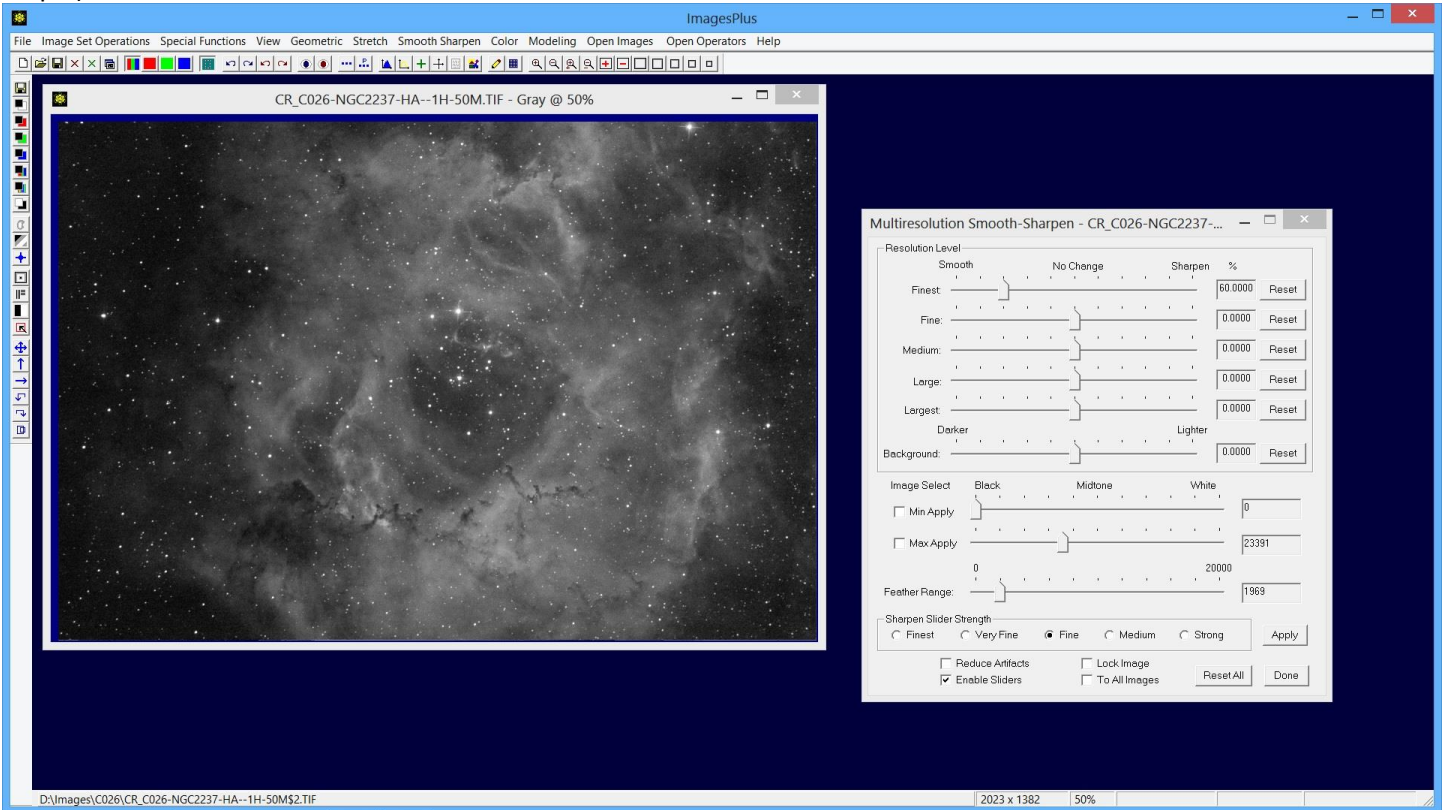 ImagesPlus
File Image Set Operations Special Functions View Geometric Stretch Smooth Sharpen Color Modeling Open Images Open Operators Help
CR_C026-NGC2237-HA--1H-50M.TIF - Gray @ 50%
Multiresolution Smooth-Sharpen - CR_C026-NGC2237-...
Resolution Level
Smooth No Change Sharpen %
Finest: 60.0000 Reset
Fine: 0.0000 Reset
Medium: 0.0000 Reset
Large: 0.0000 Reset
Largest: 0.0000 Reset
Darker Lighter
Background: 0.0000 Reset
Image Select Black Midtone White
Min Apply 0
Max Apply 23391
0 20000
Feather Range: 1969
Sharpen Slider Strength
Finest Very Fine Fine Medium Strong Apply
Reduce Artifacts Lock Image
Enable Sliders To All Images Reset All Done
D:\Images\C026\CR_C026-NGC2237-HA--1H-50M$2.TIF 2023 x 1382 50%